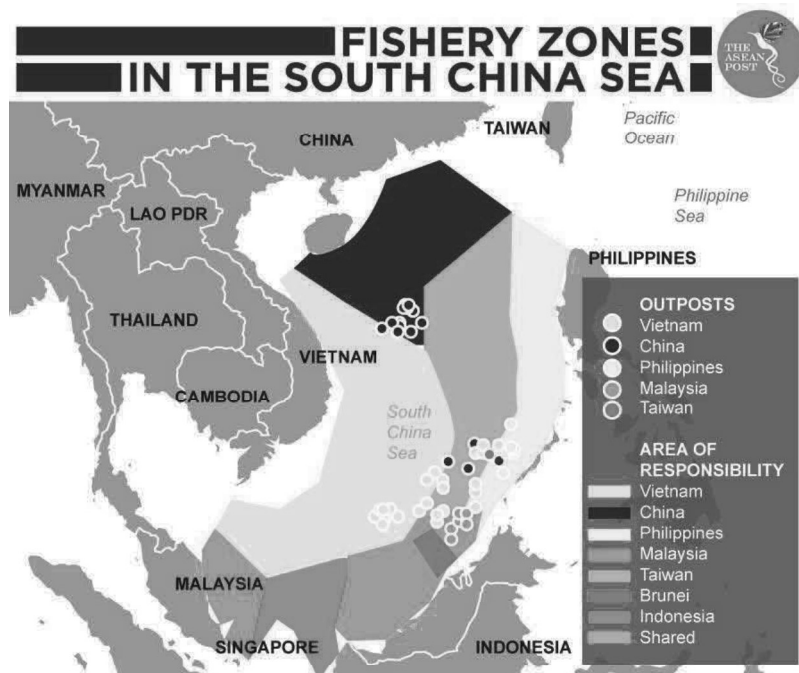 FISHERY ZONES
IN THE SOUTH CHINA SEA
THE
ASEAN
POST
CHINA
TAIWAN
Pacific
Ocean
MYANMAR
LAO PDR
Philippine
Sea
PHILIPPINES
THAILAND
VIETNAM
CAMBODIA
South
China
Sea
MALAYSIA
SINGAPORE
INDONESIA
OUTPOSTS
Vietnam
China
Philippines
Malaysia
Taiwan
AREA OF
RESPONSIBILITY
Vietnam
China
Philippines
Malaysia
Taiwan
Brunei
Indonesia
Shared